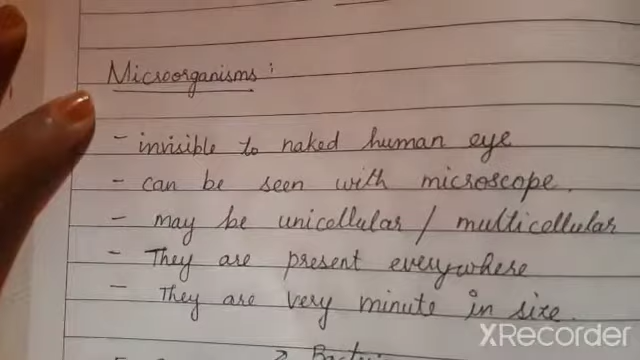 Microorganisms :
- invisible to naked human eye
- can be seen with microscope.
- may be unicellular / multicellular
- They are present everywhere
- They are very minute in size.
XRecorder